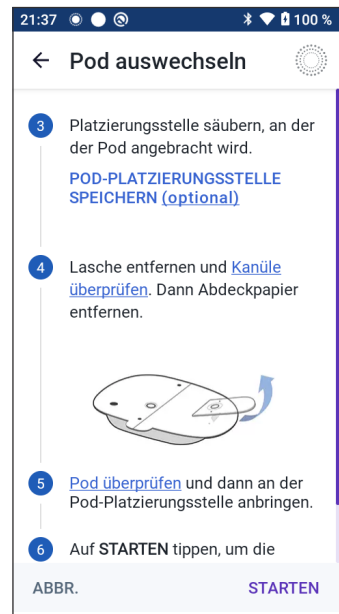 21:37 100 %
Pod auswechseln
3 Platzierungsstelle säubern, an der
der Pod angebracht wird.
POD-PLATZIERUNGSSTELLE
SPEICHERN (optional)
4 Lasche entfernen und Kanüle
überprüfen. Dann Abdeckpapier
entfernen.
5 Pod überprüfen und dann an der
Pod-Platzierungsstelle anbringen.
6 Auf STARTEN tippen, um die
ABBR. STARTEN